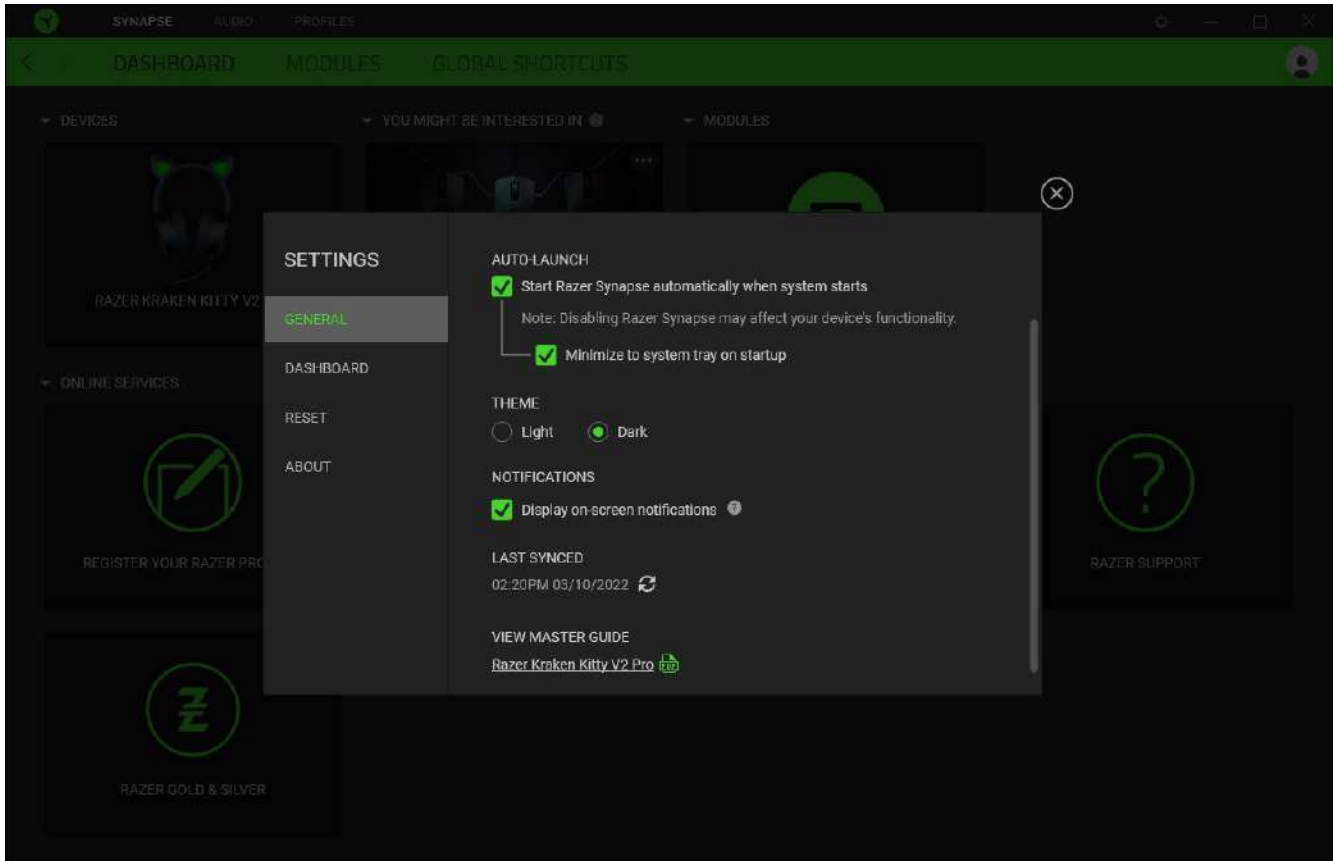 SYNAPSE
AUDIO
PROFILES
DASHBOARD
MODULES
GLOBAL SHORTCUTS
DEVICES
YOU MIGHT BE INTERESTED IN
MODULES
RAZER KRAKEN KITTY V2
ONLINE SERVICES
REGISTER YOUR RAZER PRO
RAZER SUPPORT
RAZER GOLD & SILVER
SETTINGS
GENERAL
DASHBOARD
RESET
ABOUT
AUTO-LAUNCH
Start Razer Synapse automatically when system starts
Note: Disabling Razer Synapse may affect your device's functionality.
Minimize to system tray on startup
THEME
Light
Dark
NOTIFICATIONS
Display on-screen notifications
LAST SYNCED
02:20PM 03/10/2022
VIEW MASTER GUIDE
Razer Kraken Kitty V2 Pro
PDF